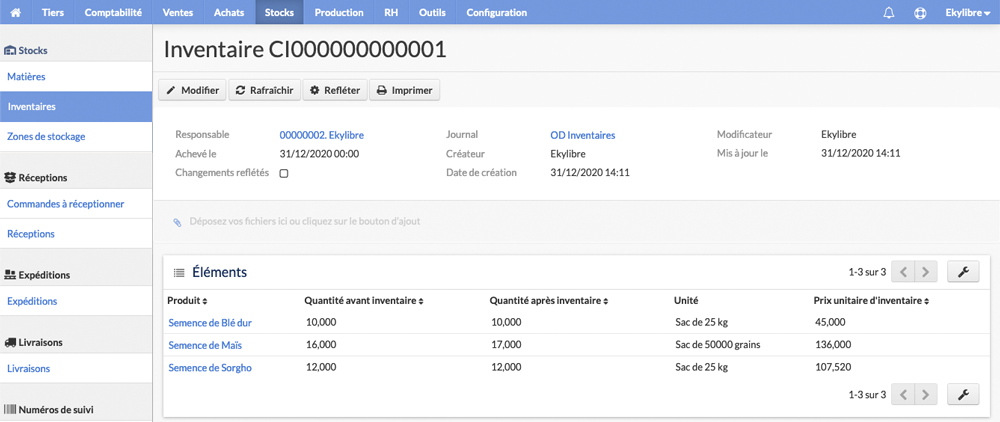 Tiers Comptabilité Ventes Achats Stocks Production RH Outils Configuration Ekylibre
Stocks
Matières
Inventaires
Zones de stockage
Réceptions
Commandes à réceptionner
Réceptions
Expéditions
Expéditions
Livraisons
Livraisons
Numéros de suivi
Inventaire CI000000000001
Modifier Rafraîchir Refléter Imprimer
Responsable 00000002. Ekylibre Journal OD Inventaires Modificateur Ekylibre
Achevé le 31/12/2020 00:00 Créateur Ekylibre Mis à jour le 31/12/2020 14:11
Changements reflétés Date de création 31/12/2020 14:11
Déposez vos fichiers ici ou cliquez sur le bouton d'ajout
Éléments 1-3 sur 3
Produit Quantité avant inventaire Quantité après inventaire Unité Prix unitaire d'inventaire
Semence de Blé dur 10,000 10,000 Sac de 25 kg 45,000
Semence de Maïs 16,000 17,000 Sac de 50000 grains 136,000
Semence de Sorgho 12,000 12,000 Sac de 25 kg 107,520
1-3 sur 3